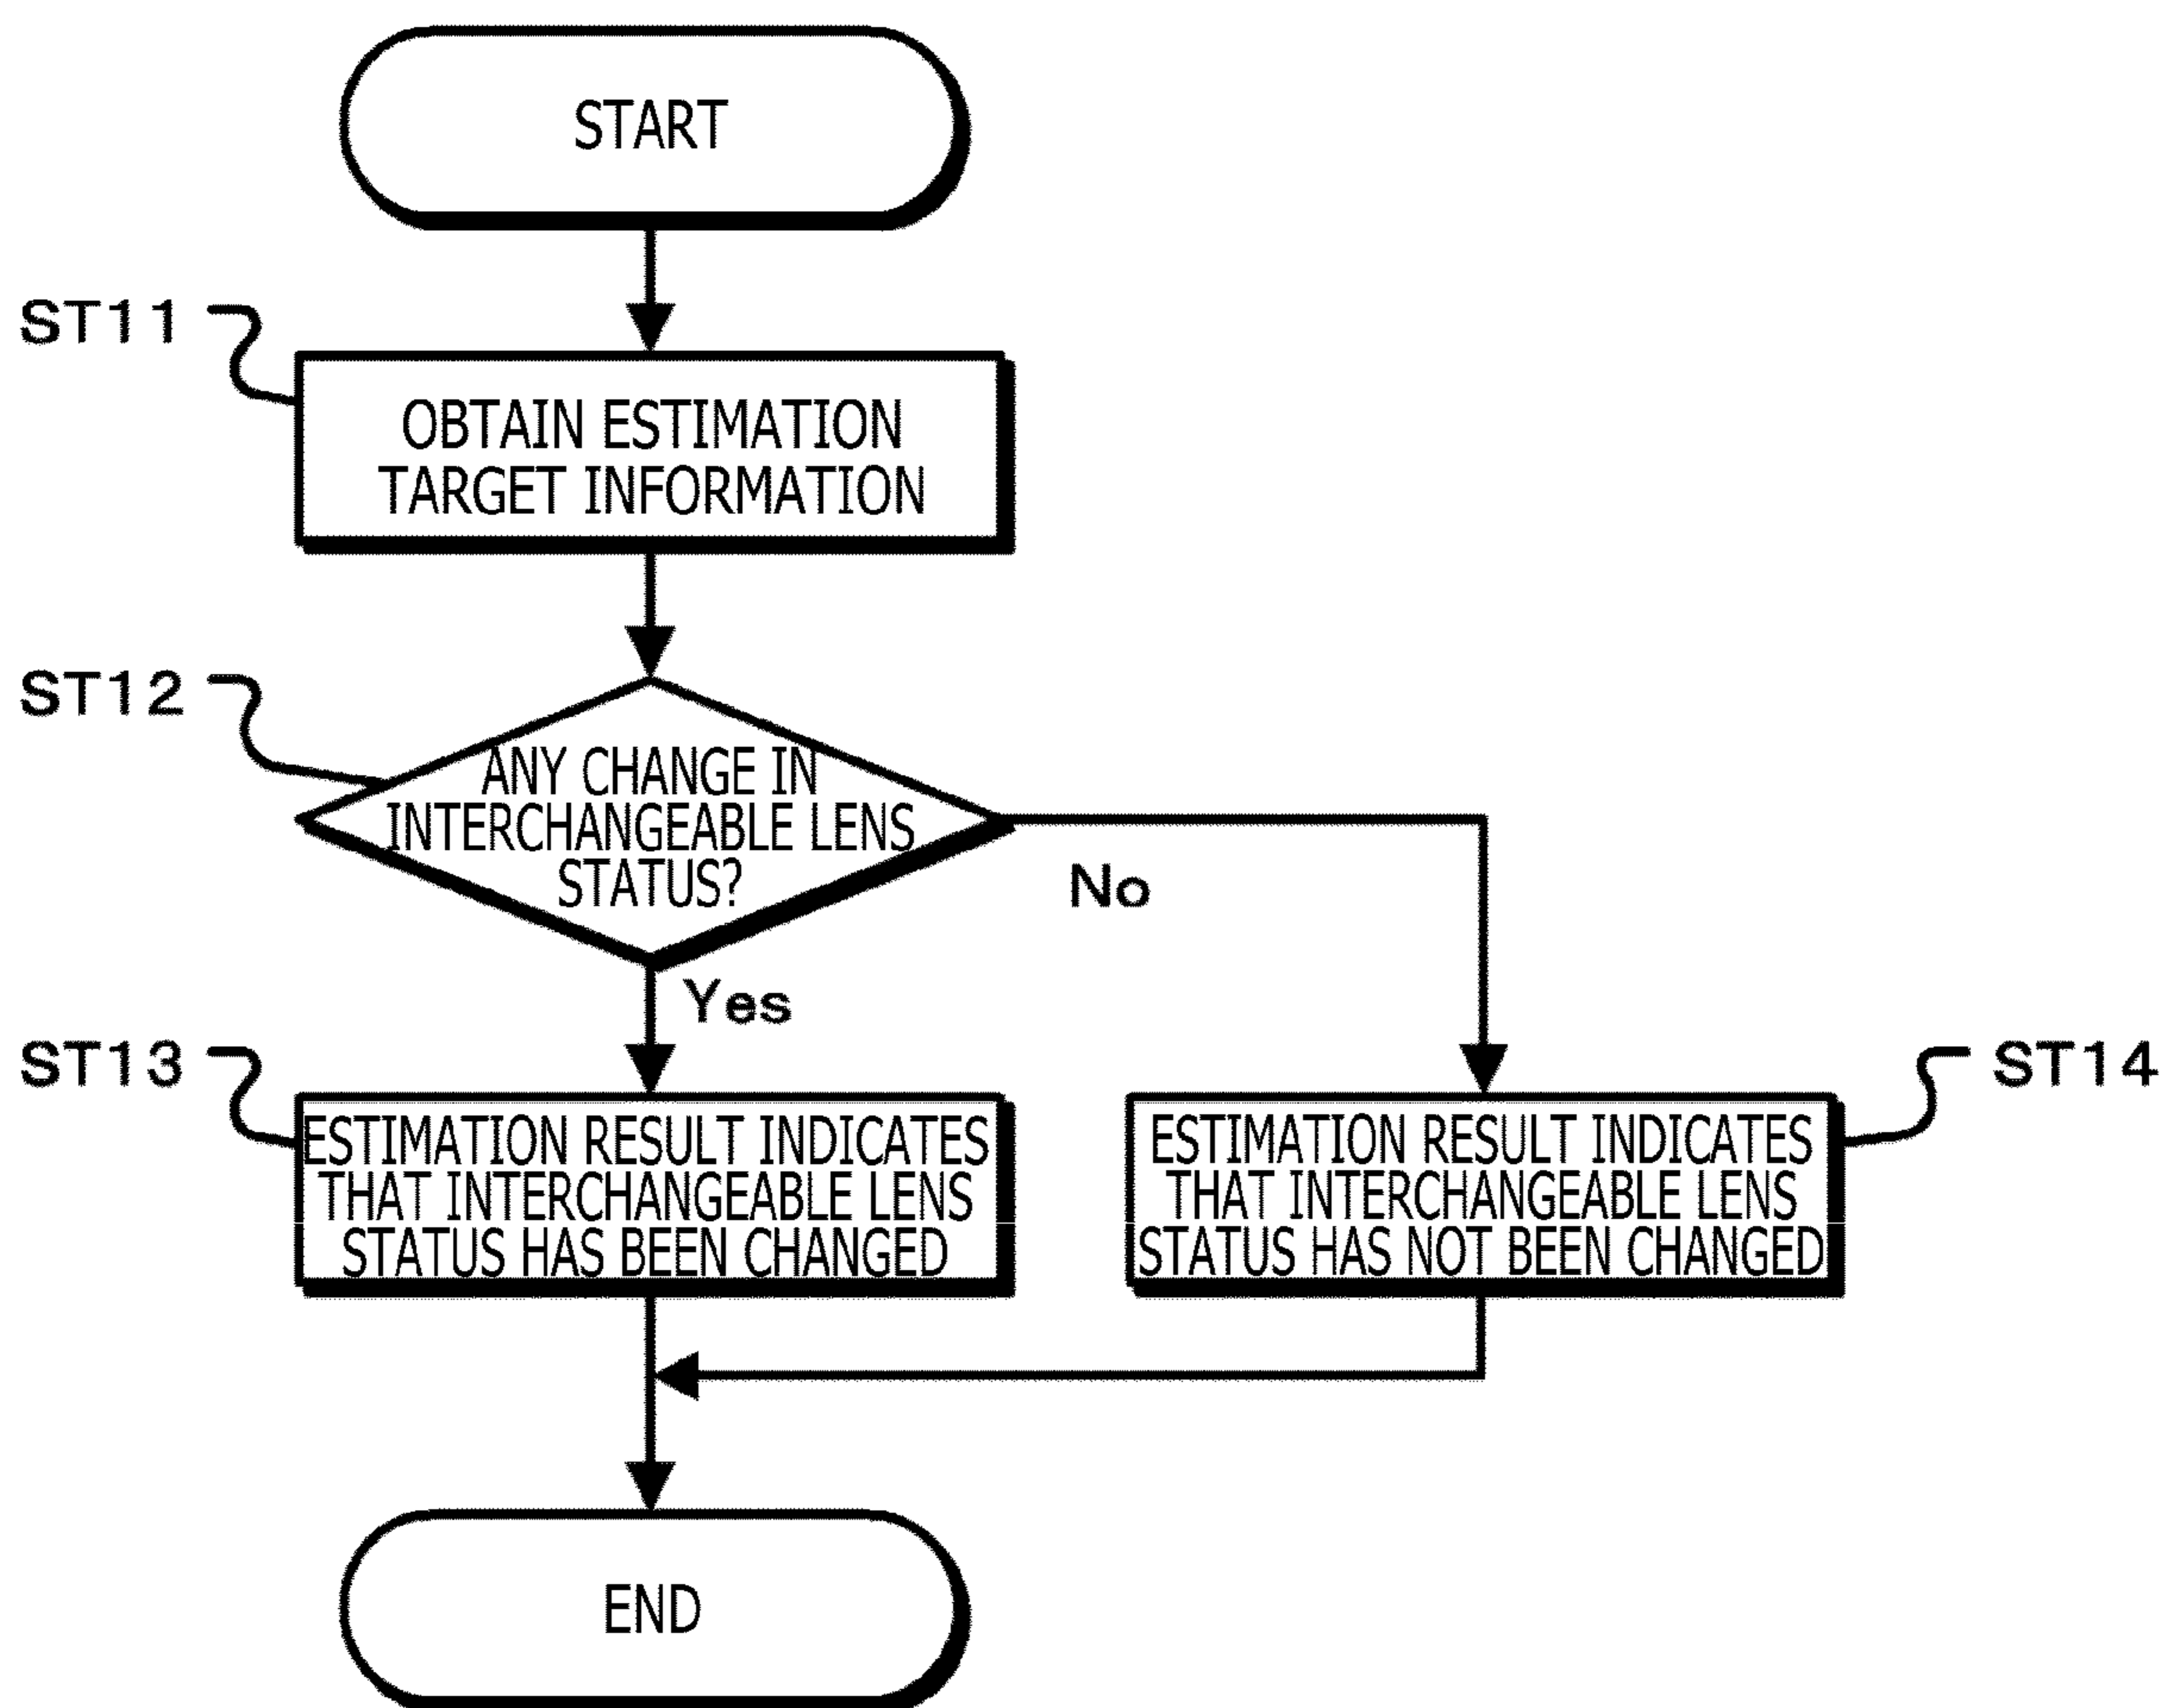 START
ST11
OBTAIN ESTIMATION
TARGET INFORMATION
ST12
ANY CHANGE IN
INTERCHANGEABLE LENS
STATUS?
No
Yes
ST13
ESTIMATION RESULT INDICATES
THAT INTERCHANGEABLE LENS
STATUS HAS BEEN CHANGED
ST14
ESTIMATION RESULT INDICATES
THAT INTERCHANGEABLE LENS
STATUS HAS NOT BEEN CHANGED
END